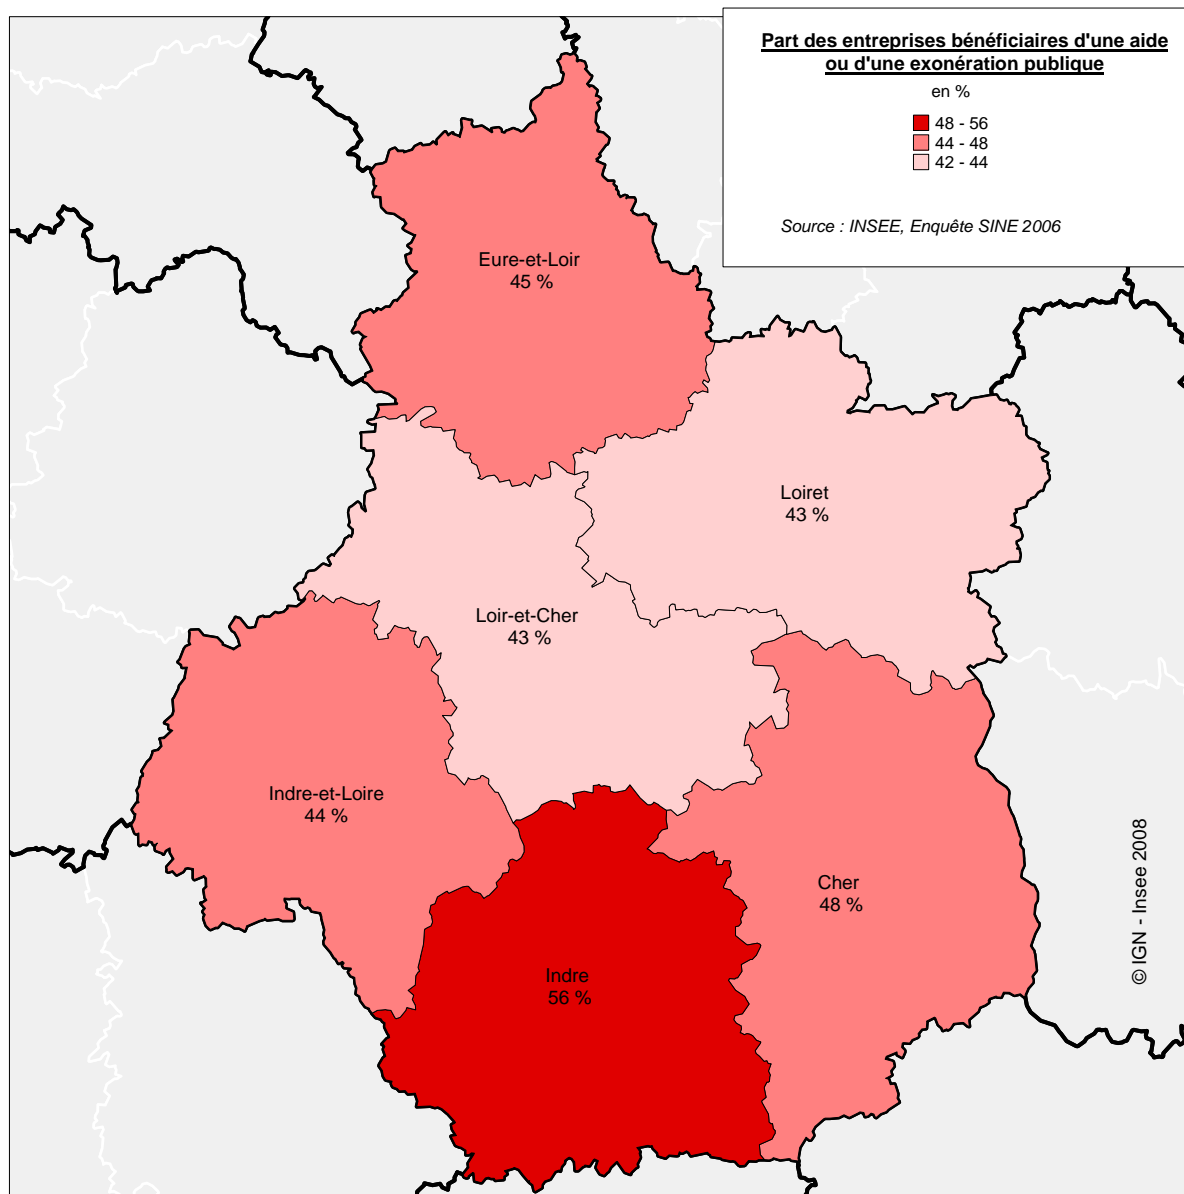 Part des entreprises bénéficiaires d'une aide
ou d'une exonération publique
en %
48 - 56
44 - 48
42 - 44
Source : INSEE, Enquête SINE 2006
Eure-et-Loir
45 %
Loiret
43 %
Loir-et-Cher
43 %
Indre-et-Loire
44 %
Cher
48 %
Indre
56 %
© IGN - Insee 2008